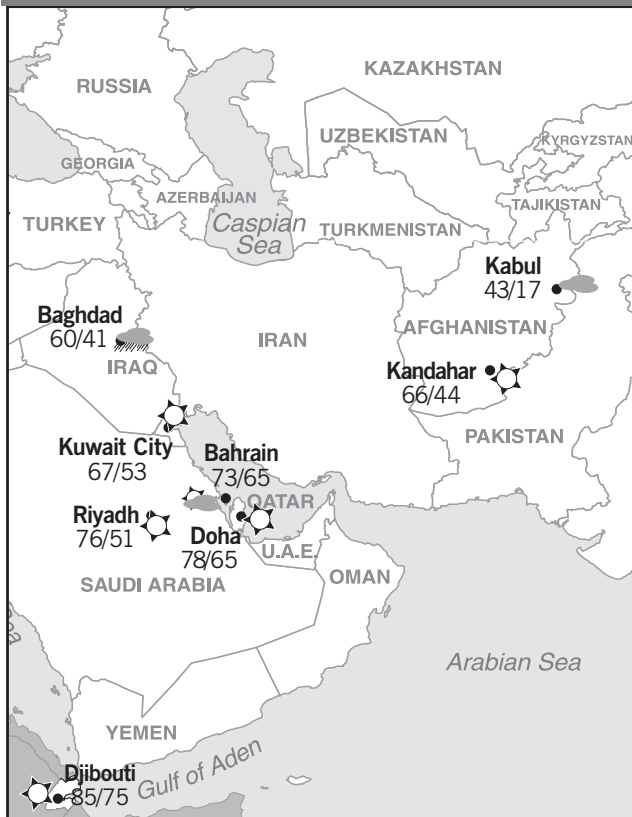 KAZAKHSTAN
RUSSIA
UZBEKISTAN
KYRGYZSTAN
GEORGIA
AZERBAIJAN
TAJIKISTAN
TURKEY
Caspian
Sea
TURKMENISTAN
Kabul
43/17
Baghdad
60/41
IRAQ
IRAN
AFGHANISTAN
Kandahar
66/44
PAKISTAN
Kuwait City
67/53
Bahrain
73/65
QATAR
Riyadh
76/51
Doha
78/65
U.A.E.
OMAN
SAUDI ARABIA
Arabian Sea
YEMEN
Gulf of Aden
Djibouti
85/75